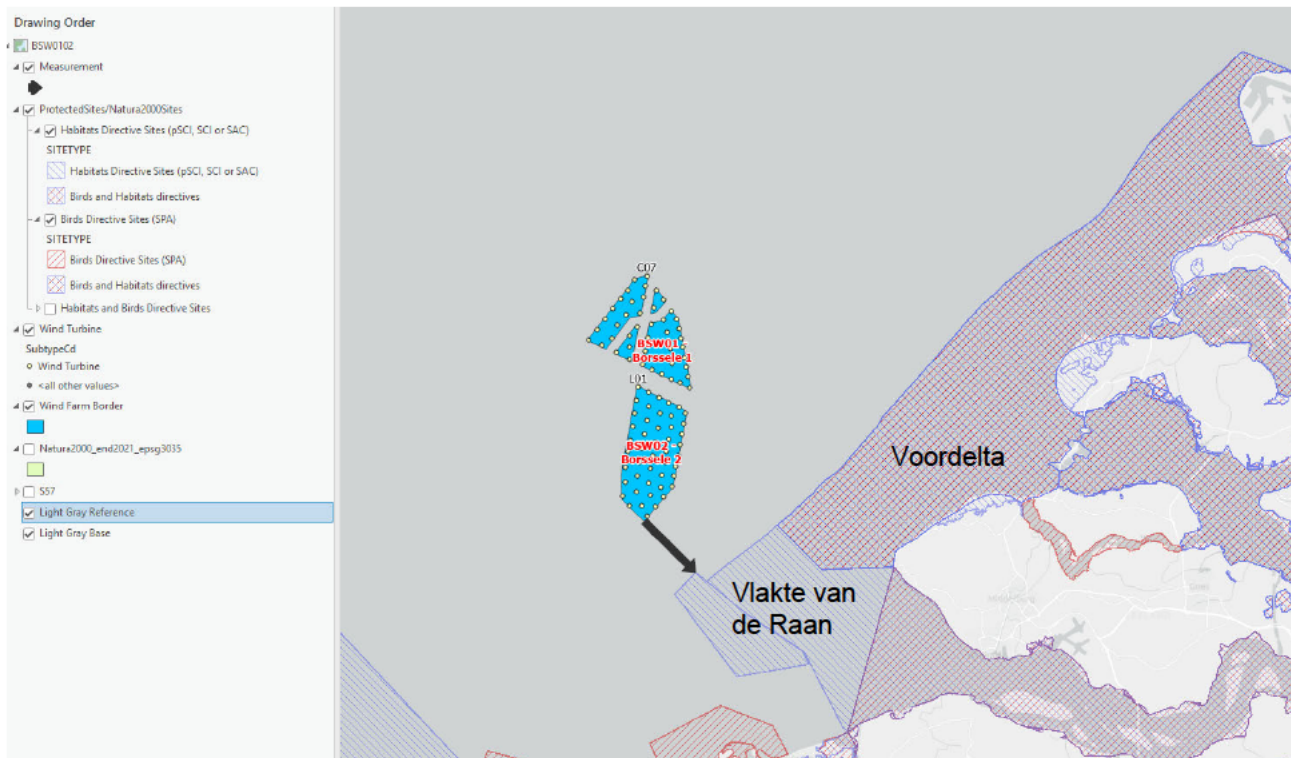 Drawing Order
BSW0102
Measurement
ProtectedSites/Natura2000Sites
Habitats Directive Sites (pSCI, SCI or SAC)
SITETYPE
Habitats Directive Sites (pSCI, SCI or SAC)
Birds and Habitats directives
Birds Directive Sites (SPA)
SITETYPE
Birds Directive Sites (SPA)
Birds and Habitats directives
Habitats and Birds Directive Sites
Wind Turbine
SubtypeCd
Wind Turbine
<all other values>
Wind Farm Border
Natura2000_end2021_epsg3035
S57
Light Gray Reference
Light Gray Base
C07
BSW01 -
Borssele 1
L01
BSW02 -
Borssele 2
Voordelta
Vlakte van
de Raan